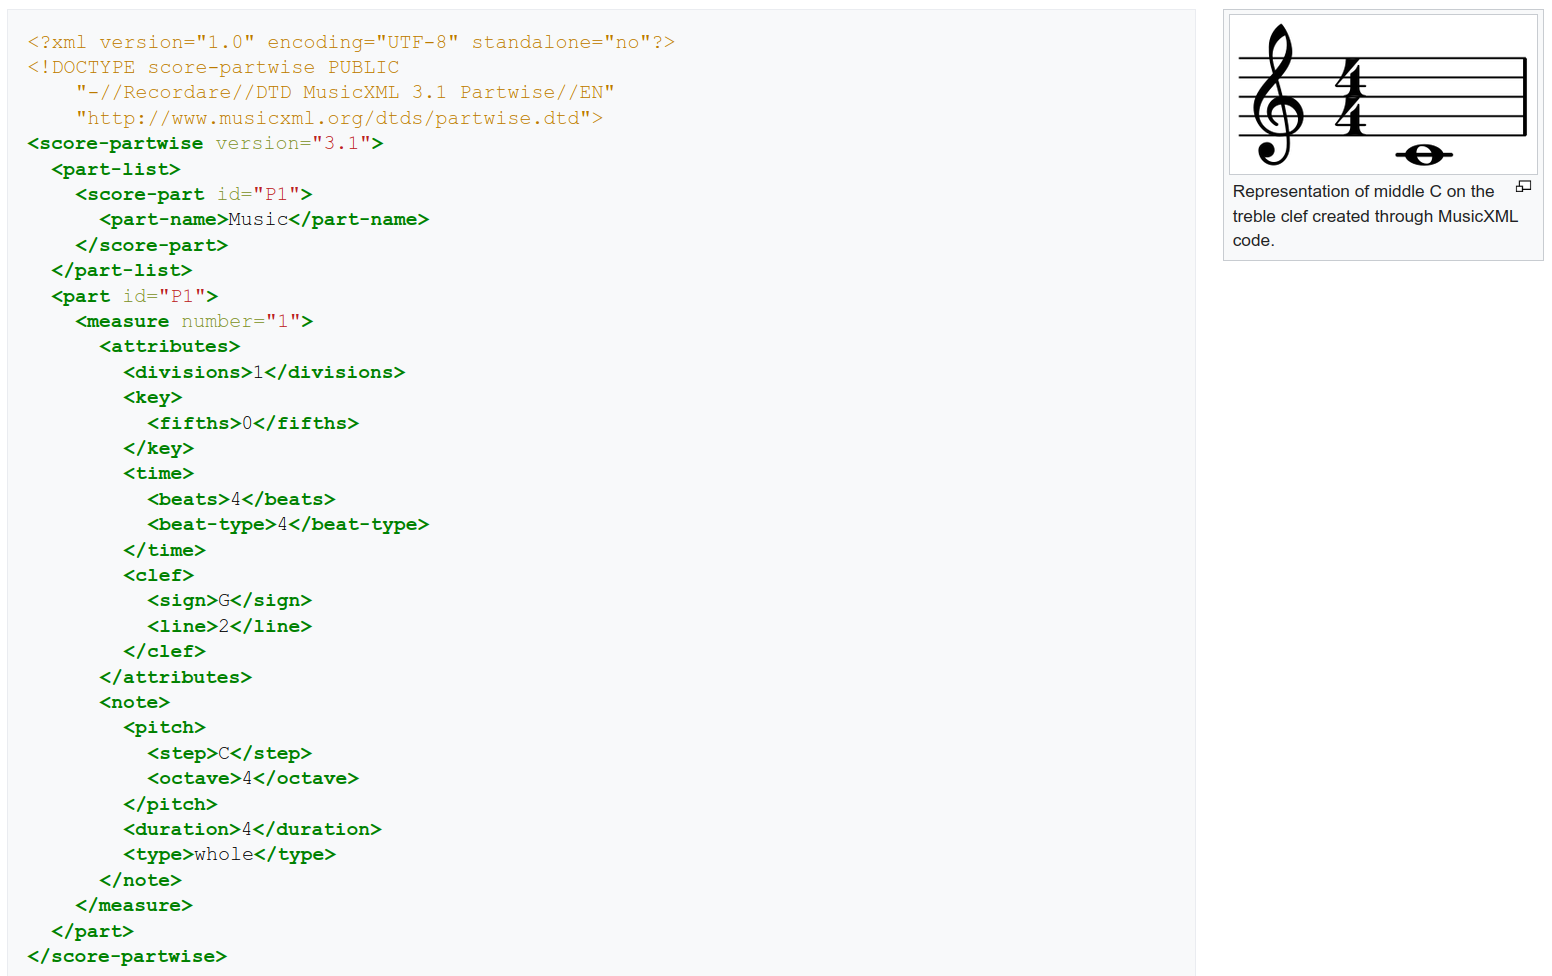 <?xml version="1.0" encoding="UTF-8" standalone="no"?>
<!DOCTYPE score-partwise PUBLIC
    "-//Recordare//DTD MusicXML 3.1 Partwise//EN"
    "http://www.musicxml.org/dtds/partwise.dtd">
<score-partwise version="3.1">
  <part-list>
    <score-part id="P1">
      <part-name>Music</part-name>
    </score-part>
  </part-list>
  <part id="P1">
    <measure number="1">
      <attributes>
        <divisions>1</divisions>
        <key>
          <fifths>0</fifths>
        </key>
        <time>
          <beats>4</beats>
          <beat-type>4</beat-type>
        </time>
        <clef>
          <sign>G</sign>
          <line>2</line>
        </clef>
      </attributes>
      <note>
        <pitch>
          <step>C</step>
          <octave>4</octave>
        </pitch>
        <duration>4</duration>
        <type>whole</type>
      </note>
    </measure>
  </part>
</score-partwise>
4
4
Representation of middle C on the
treble clef created through MusicXML
code.